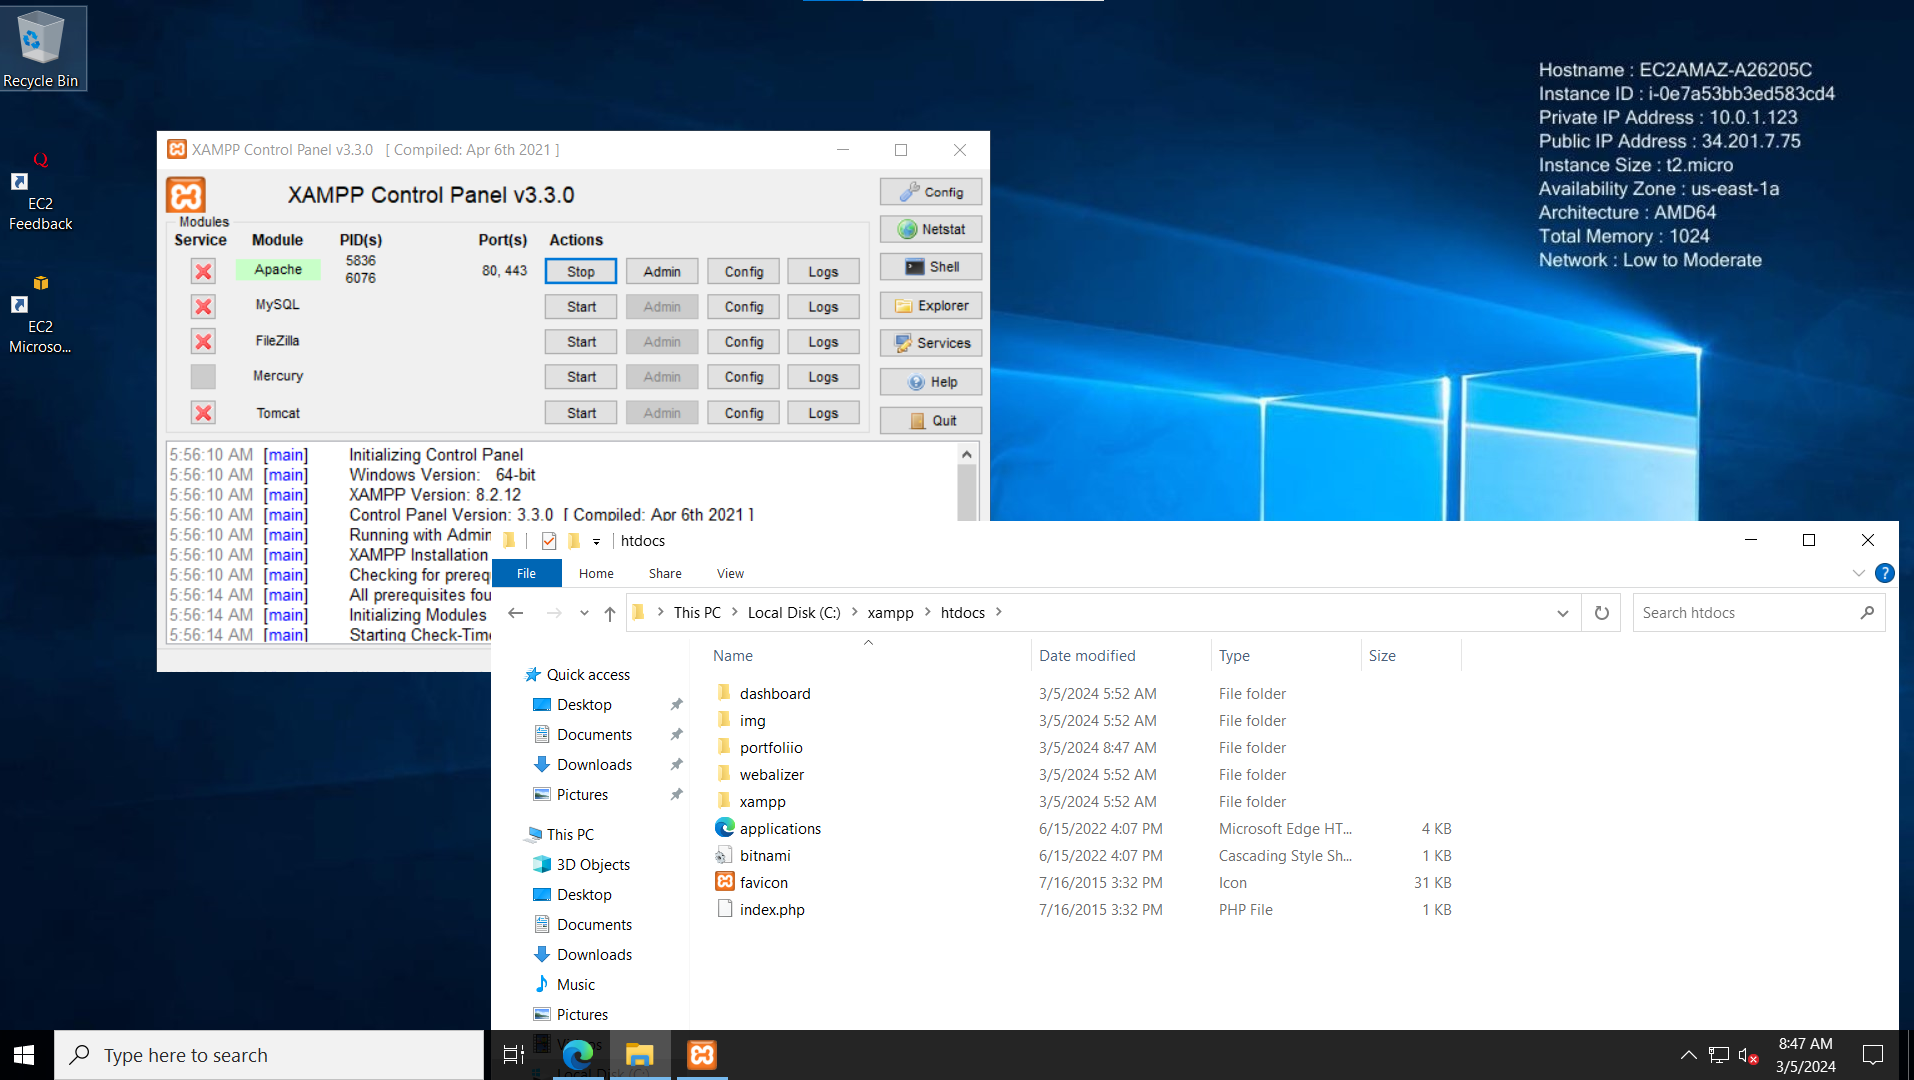 Recycle Bin
EC2
Feedback
EC2
Microso...
Hostname : EC2AMAZ-A26205C
Instance ID : i-0e7a53bb3ed583cd4
Private IP Address : 10.0.1.123
Public IP Address : 34.201.7.75
Instance Size : t2.micro
Availability Zone : us-east-1a
Architecture : AMD64
Total Memory : 1024
Network : Low to Moderate
XAMPP Control Panel v3.3.0 [ Compiled: Apr 6th 2021 ]
XAMPP Control Panel v3.3.0
Modules
Service Module PID(s) Port(s) Actions
Apache 5836 6076 80, 443 Stop Admin Config Logs
MySQL Start Admin Config Logs
FileZilla Start Admin Config Logs
Mercury Start Admin Config Logs
Tomcat Start Admin Config Logs
Config
Netstat
Shell
Explorer
Services
Help
Quit
5:56:10 AM [main] Initializing Control Panel
5:56:10 AM [main] Windows Version: 64-bit
5:56:10 AM [main] XAMPP Version: 8.2.12
5:56:10 AM [main] Control Panel Version: 3.3.0 [ Compiled: Apr 6th 2021 ]
5:56:10 AM [main] Running with Admin
5:56:10 AM [main] XAMPP Installation
5:56:10 AM [main] Checking for prereq
5:56:14 AM [main] All prerequisites fou
5:56:14 AM [main] Initializing Modules
5:56:14 AM [main] Starting Check-Time
htdocs
File Home Share View
This PC Local Disk (C:) xampp htdocs
Search htdocs
Quick access
Desktop
Documents
Downloads
Pictures
This PC
3D Objects
Desktop
Documents
Downloads
Music
Pictures
Videos
Local Disk (C:)
Name Date modified Type Size
dashboard 3/5/2024 5:52 AM File folder
img 3/5/2024 5:52 AM File folder
portfoliio 3/5/2024 8:47 AM File folder
webalizer 3/5/2024 5:52 AM File folder
xampp 3/5/2024 5:52 AM File folder
applications 6/15/2022 4:07 PM Microsoft Edge HT... 4 KB
bitnami 6/15/2022 4:07 PM Cascading Style Sh... 1 KB
favicon 7/16/2015 3:32 PM Icon 31 KB
index.php 7/16/2015 3:32 PM PHP File 1 KB
Type here to search
8:47 AM
3/5/2024